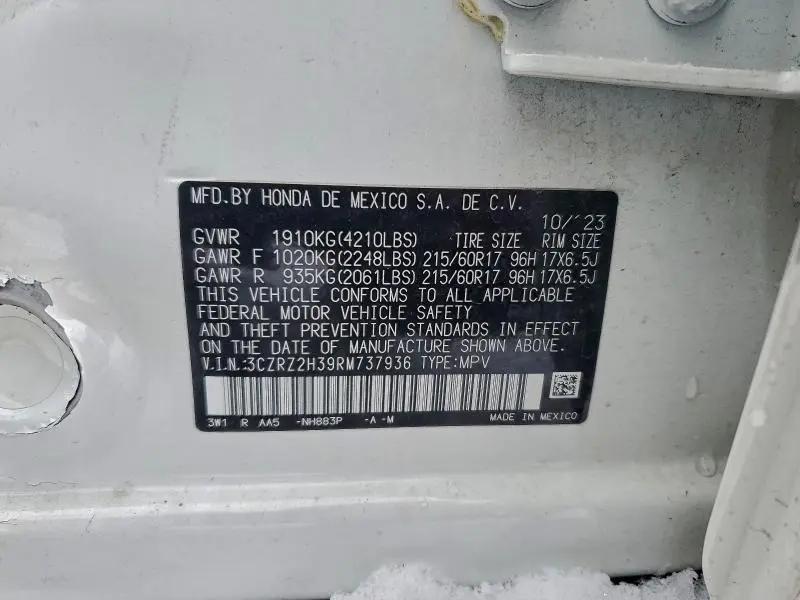 MFD.BY HONDA DE MEXICO S.A. DE C.V.
10/'23
GVWR 1910KG(4210LBS) TIRE SIZE RIM SIZE
GAWR F 1020KG(2248LBS) 215/60R17 96H 17X6.5J
GAWR R 935KG(2061LBS) 215/60R17 96H 17X6.5J
THIS VEHICLE CONFORMS TO ALL APPLICABLE
FEDERAL MOTOR VEHICLE SAFETY
AND THEFT PREVENTION STANDARDS IN EFFECT
ON THE DATE OF MANUFACTURE SHOWN ABOVE.
V.I.N.:3CZRZ2H39RM737936 TYPE:MPV
3W1 R AA5 -NH883P -A -M MADE IN MEXICO